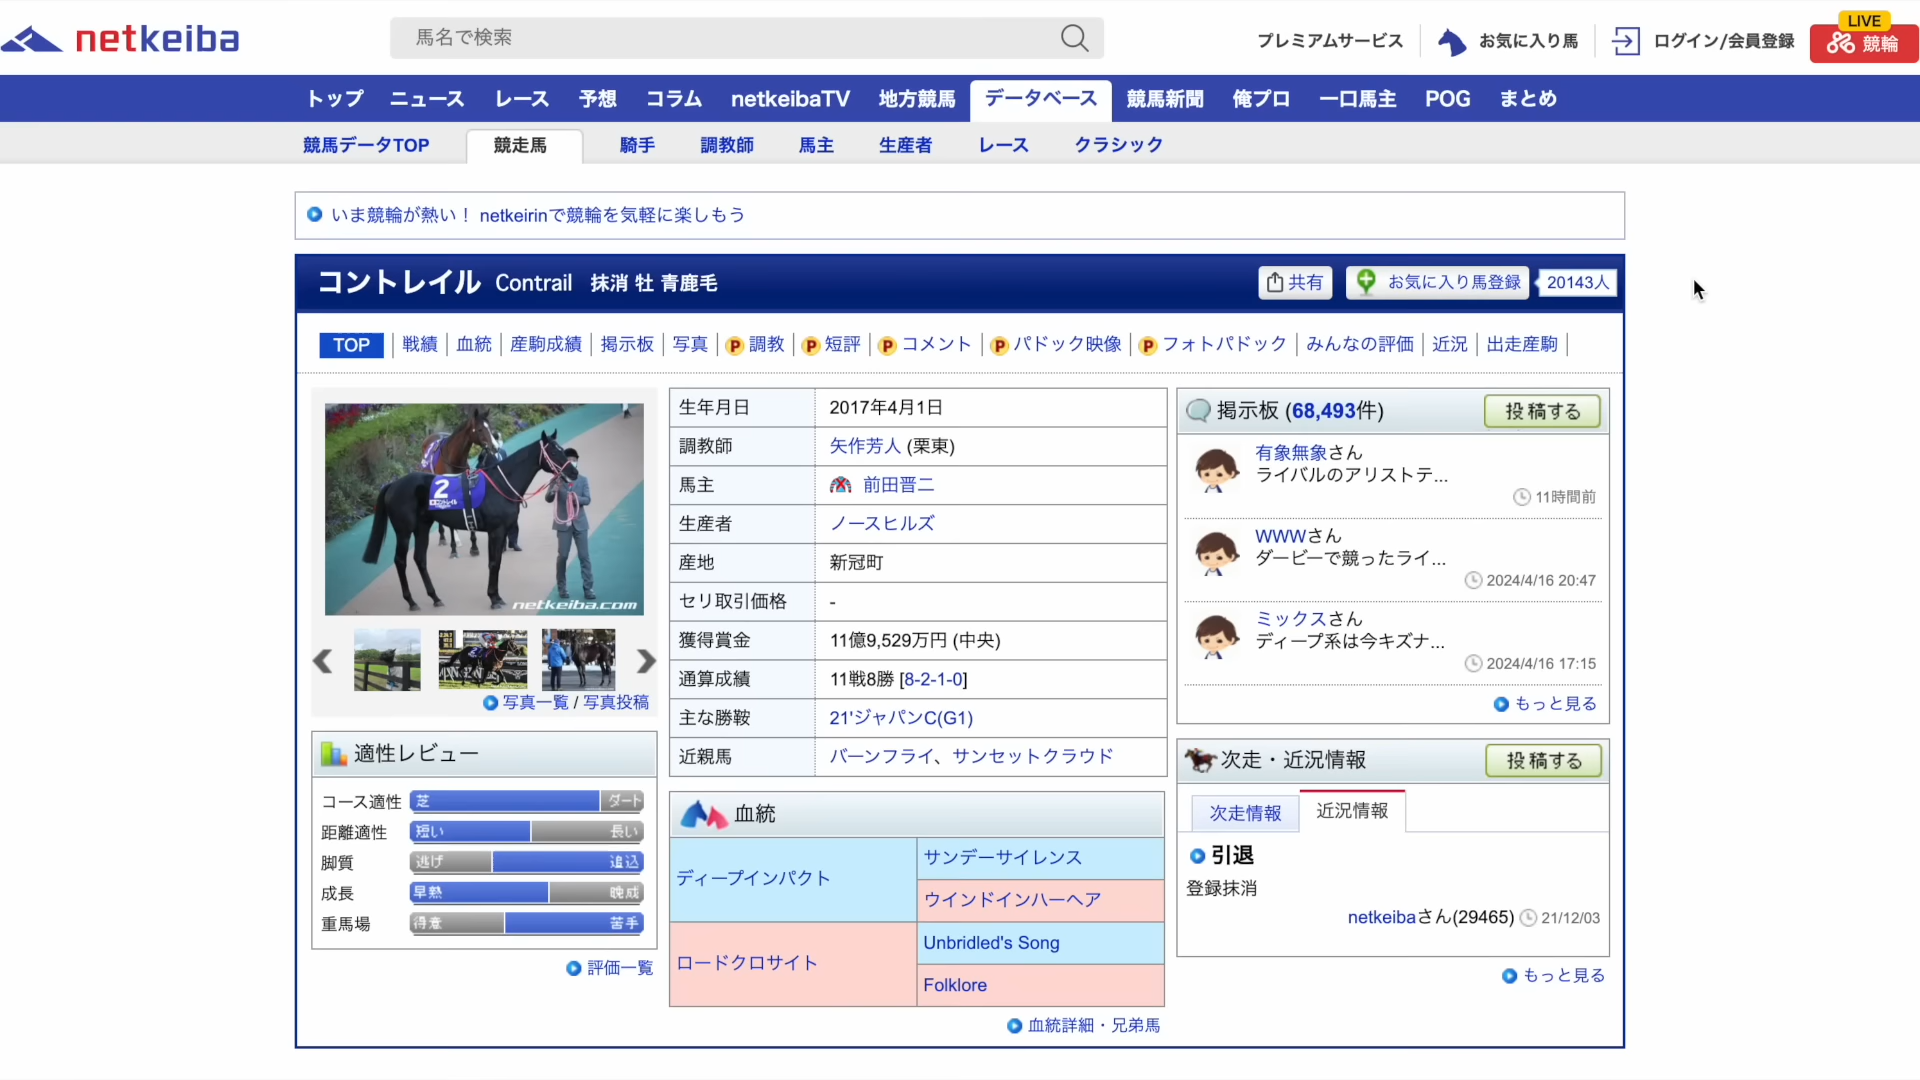 netkeiba
馬名で検索
プレミアムサービス
お気に入り馬
ログイン/会員登録
LIVE
競輪
トップ ニュース レース 予想 コラム netkeibaTV 地方競馬 データベース 競馬新聞 俺プロ 一口馬主 POG まとめ
競馬データTOP 競走馬 騎手 調教師 馬主 生産者 レース クラシック
いま競輪が熱い！ netkeirinで競輪を気軽に楽しもう
コントレイル Contrail 抹消 牡 青鹿毛
共有
お気に入り馬登録
20143人
TOP 戦績 血統 産駒成績 掲示板 写真 P 調教 P 短評 P コメント P パドック映像 P フォトパドック みんなの評価 近況 出走産駒
2
コントレイル
netkeiba.com
写真一覧 / 写真投稿
適性レビュー
コース適性 芝 ダート
距離適性 短い 長い
脚質 逃げ 追込
成長 早熟 晩成
重馬場 得意 苦手
評価一覧
生年月日 2017年4月1日
調教師 矢作芳人 (栗東)
馬主 前田晋二
生産者 ノースヒルズ
産地 新冠町
セリ取引価格 -
獲得賞金 11億9,529万円 (中央)
通算成績 11戦8勝 [8-2-1-0]
主な勝鞍 21'ジャパンC(G1)
近親馬 バーンフライ、サンセットクラウド
血統
ディープインパクト
サンデーサイレンス
ウインドインハーヘア
ロードクロサイト
Unbridled's Song
Folklore
血統詳細・兄弟馬
掲示板 (68,493件)
投稿する
有象無象さん
ライバルのアリストテ...
11時間前
WWWさん
ダービーで競ったライ...
2024/4/16 20:47
ミックスさん
ディープ系は今キズナ...
2024/4/16 17:15
もっと見る
次走・近況情報
投稿する
次走情報 近況情報
引退
登録抹消
netkeibaさん(29465) 21/12/03
もっと見る